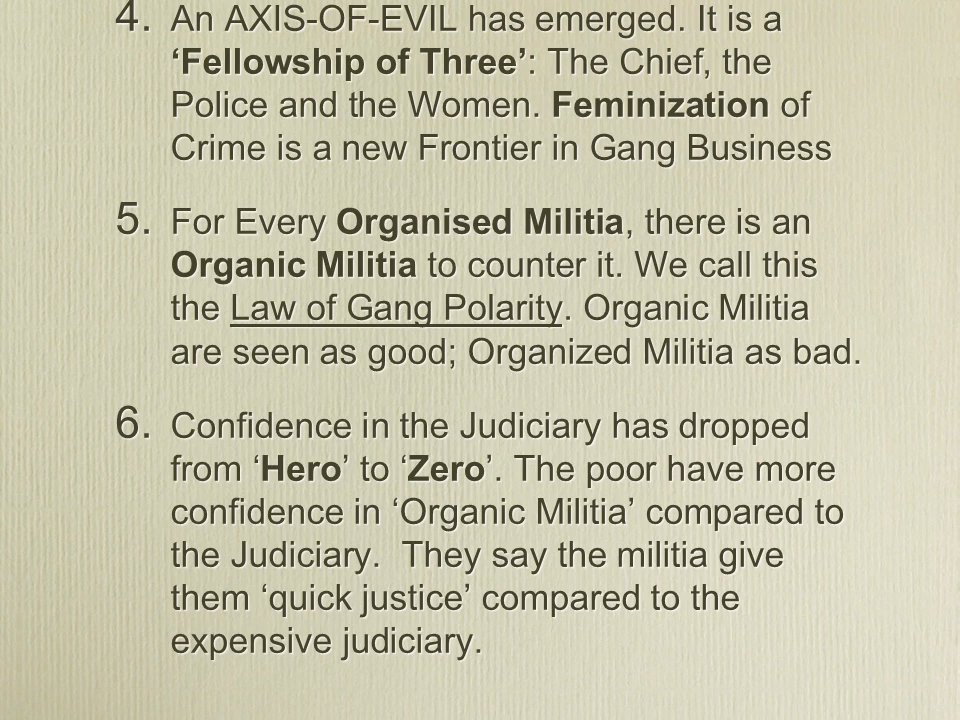 4. An AXIS-OF-EVIL has emerged. It is a
‘Fellowship of Three’: The Chief, the
Police and the Women. Feminization of
Crime is a new Frontier in Gang Business
5. For Every Organised Militia, there is an
Organic Militia to counter it. We call this
the Law of Gang Polarity. Organic Militia
are seen as good; Organized Militia as bad.
6. Confidence in the Judiciary has dropped
from ‘Hero’ to ‘Zero’. The poor have more
confidence in ‘Organic Militia’ compared to
the Judiciary.  They say the militia give
them ‘quick justice’ compared to the
expensive judiciary.